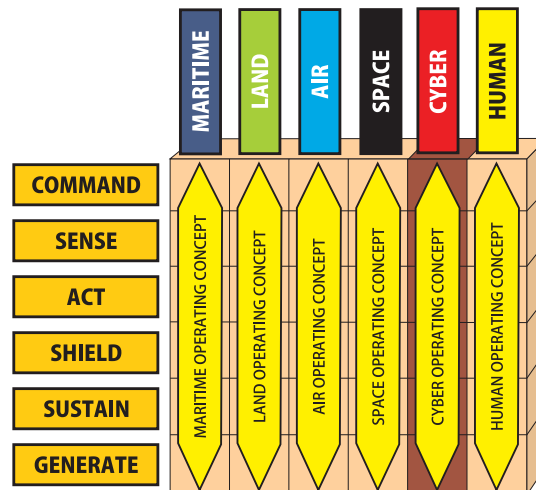 MARITIME
LAND
AIR
SPACE
CYBER
HUMAN
COMMAND
SENSE
ACT
SHIELD
SUSTAIN
GENERATE
MARITIME OPERATING CONCEPT
LAND OPERATING CONCEPT
AIR OPERATING CONCEPT
SPACE OPERATING CONCEPT
CYBER OPERATING CONCEPT
HUMAN OPERATING CONCEPT